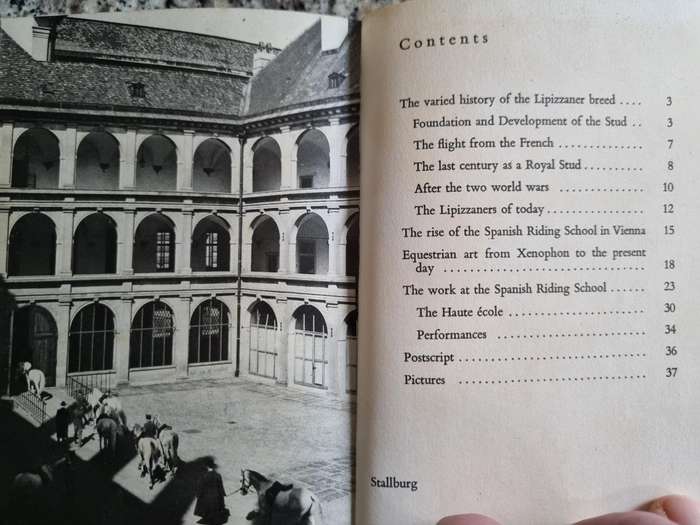 Contents
The varied history of the Lipizzaner breed .... 3
Foundation and Development of the Stud .. 3
The flight from the French ................ 7
The last century as a Royal Stud ........... 8
After the two world wars ............... 10
The Lipizzaners of today ................. 12
The rise of the Spanish Riding School in Vienna 15
Equestrian art from Xenophon to the present
day ................................... 18
The work at the Spanish Riding School ...... 23
The Haute école ........................ 30
Performances .......................... 34
Postscript ................................. 36
Pictures ................................. 37
Stallburg